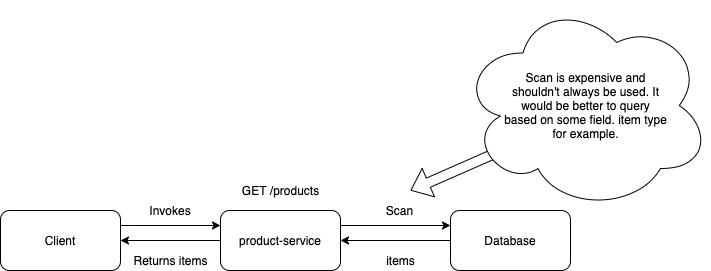 Scan is expensive and
shouldn't always be used. It
would be better to query
based on some field. item type
for example.
GET /products
Invokes
Scan
Client
product-service
Database
Returns items
items